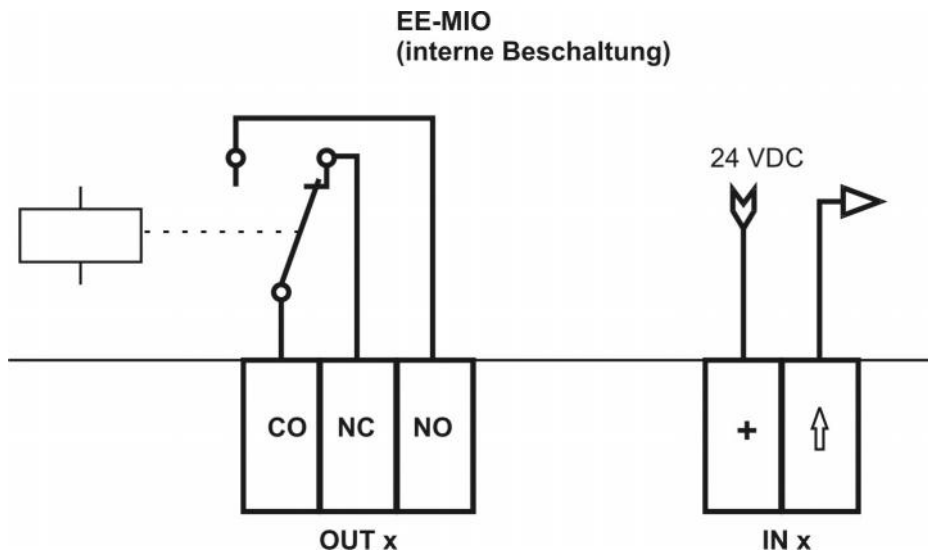 EE-MIO
(interne Beschaltung)
24 VDC
CO NC NO
+
OUT x
IN x